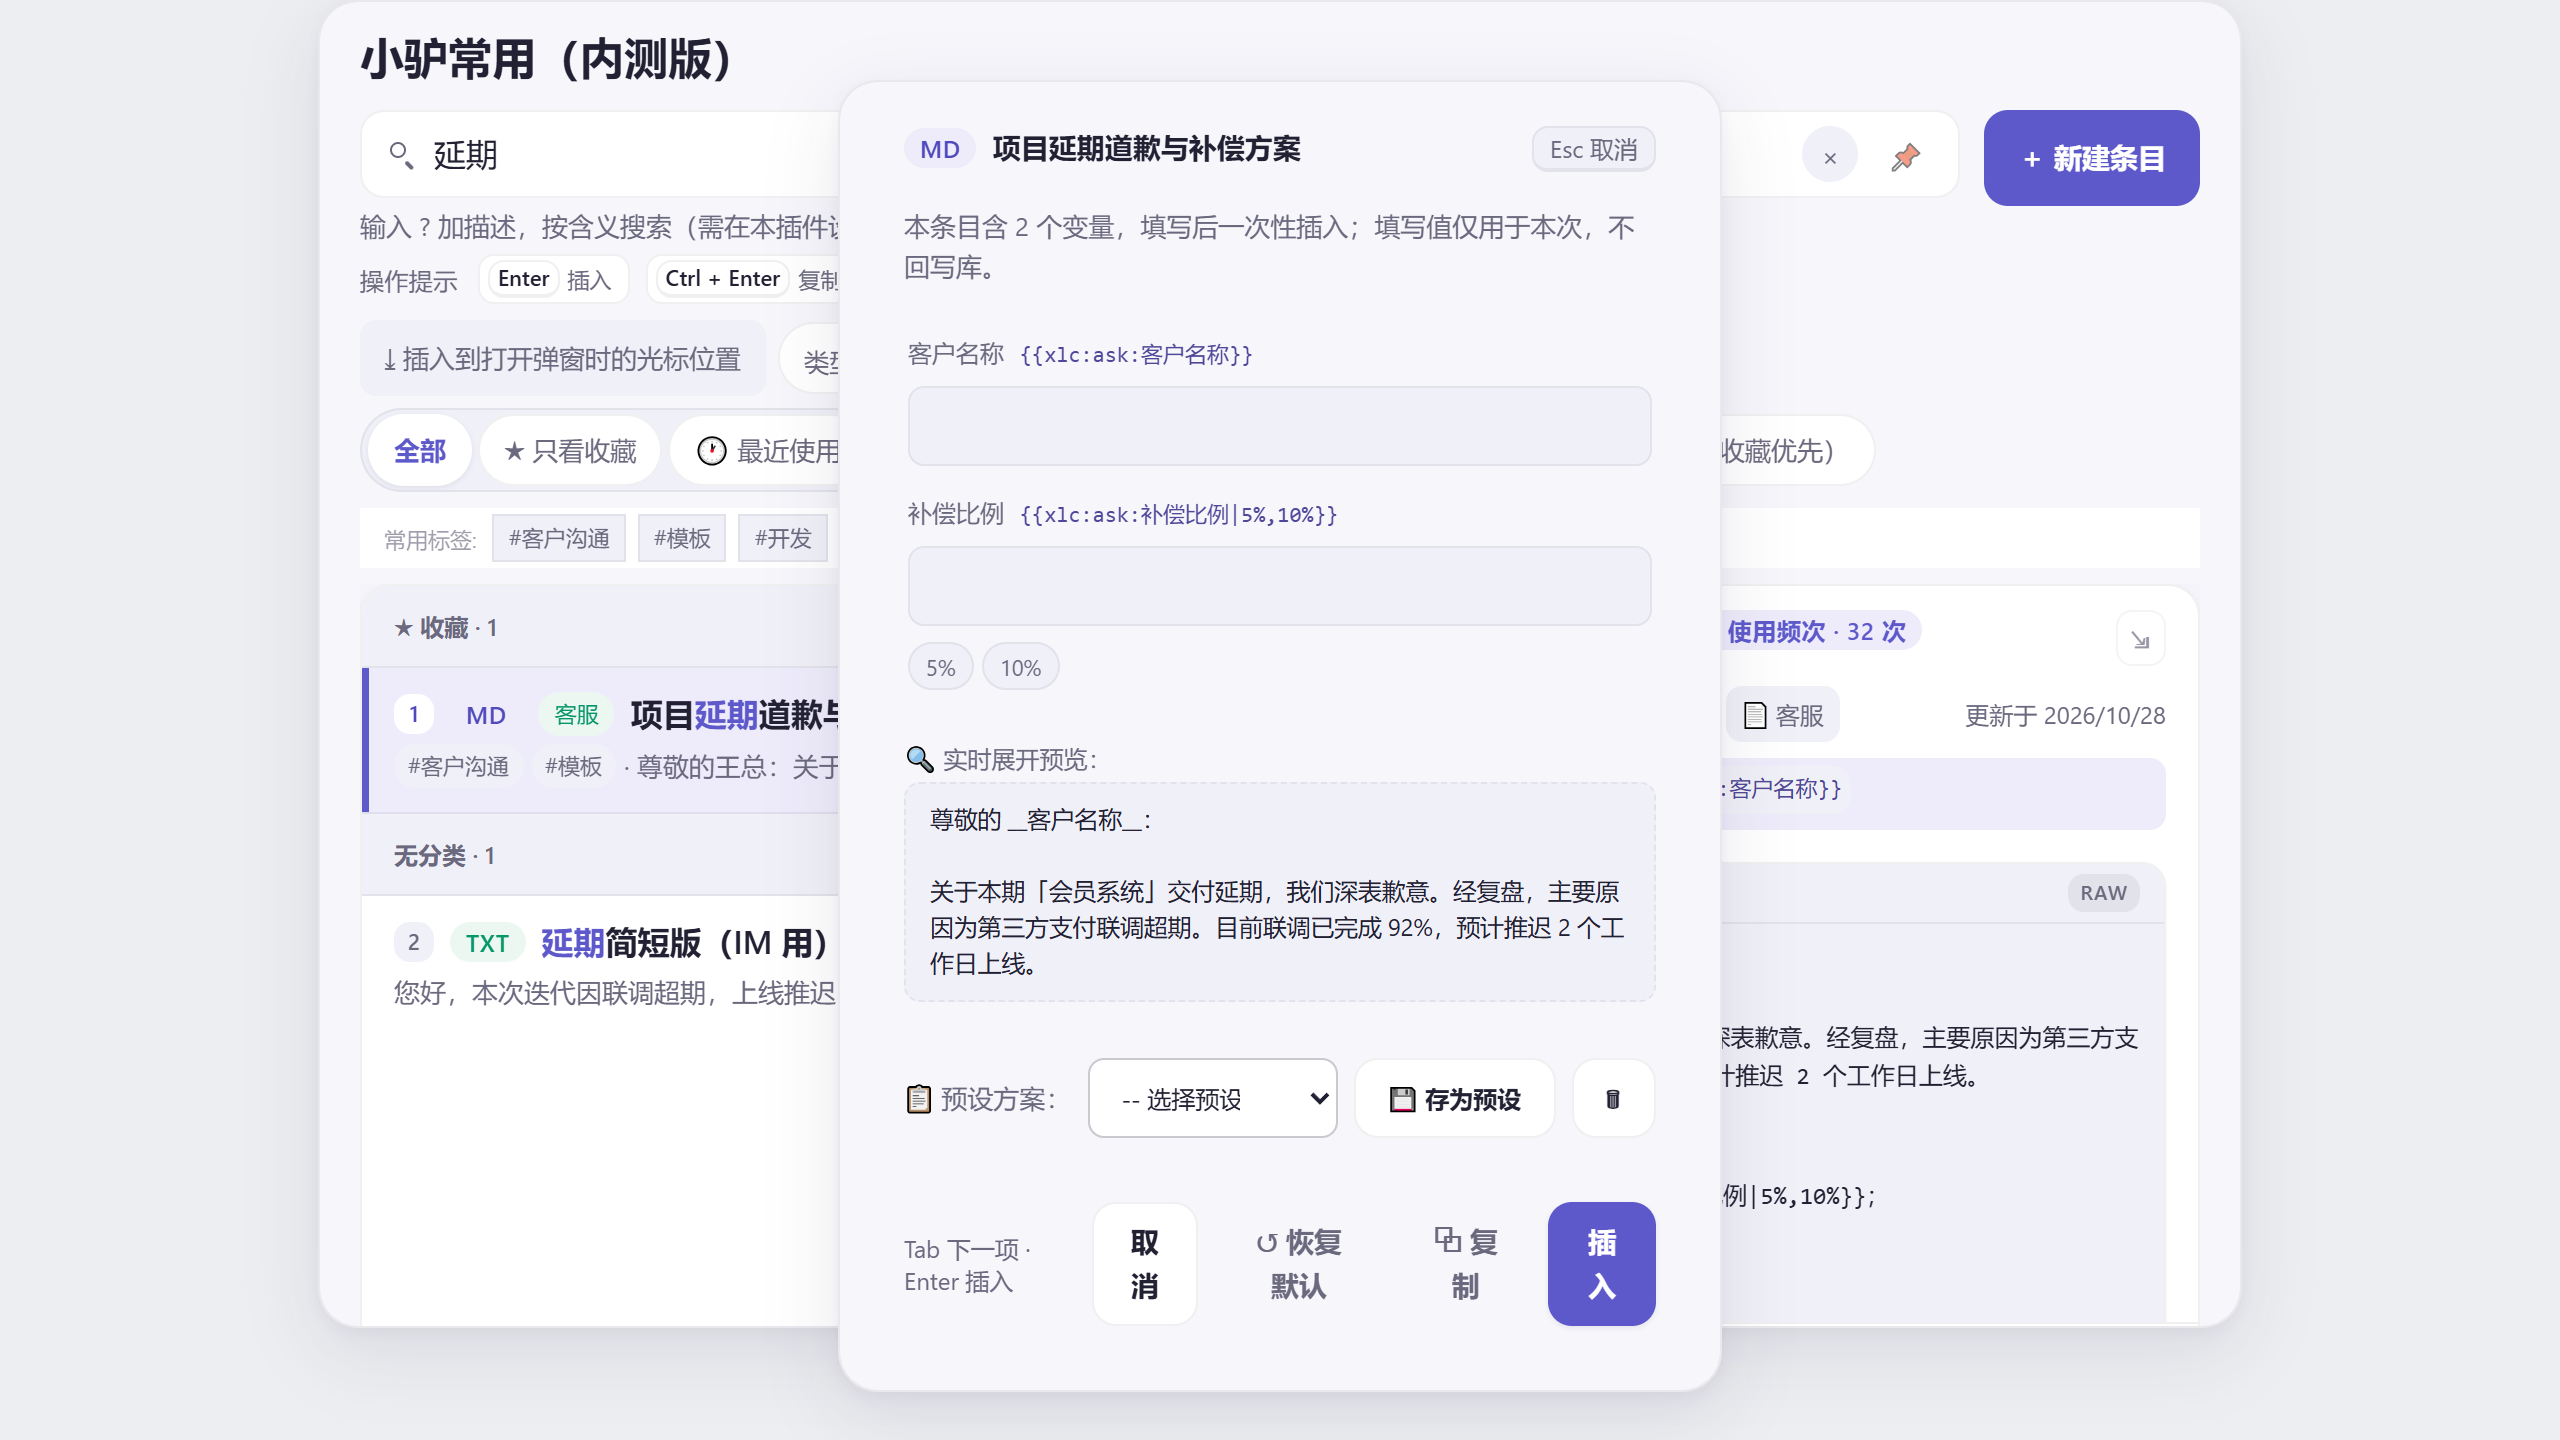 小驴常用（内测版）
延期
×
+ 新建条目
输入 ? 加描述，按含义搜索（需在本插件
操作提示 Enter 插入 Ctrl + Enter 复制
插入到打开弹窗时的光标位置
全部 ★ 只看收藏 最近使用
收藏优先）
常用标签: #客户沟通 #模板 #开发
★ 收藏 · 1
1 MD 客服 项目延期道歉与
#客户沟通 #模板 · 尊敬的王总：关于
无分类 · 1
2 TXT 延期简短版（IM 用）
您好，本次迭代因联调超期，上线推迟
MD 项目延期道歉与补偿方案 Esc 取消
本条目含 2 个变量，填写后一次性插入；填写值仅用于本次，不
回写库。
客户名称 {{xlc:ask:客户名称}}
补偿比例 {{xlc:ask:补偿比例|5%,10%}}
5% 10%
实时展开预览：
尊敬的 __客户名称__：
关于本期「会员系统」交付延期，我们深表歉意。经复盘，主要原
因为第三方支付联调超期。目前联调已完成 92%，预计推迟 2 个工
作日上线。
预设方案： -- 选择预设 存为预设
Tab 下一项 ·
Enter 插入
取
消
↺ 恢复
默认
复
制
插
入
使用频次 · 32 次
客服 更新于 2026/10/28
:客户名称}}
RAW
表歉意。经复盘，主要原因为第三方支
推迟 2 个工作日上线。
例|5%,10%}};